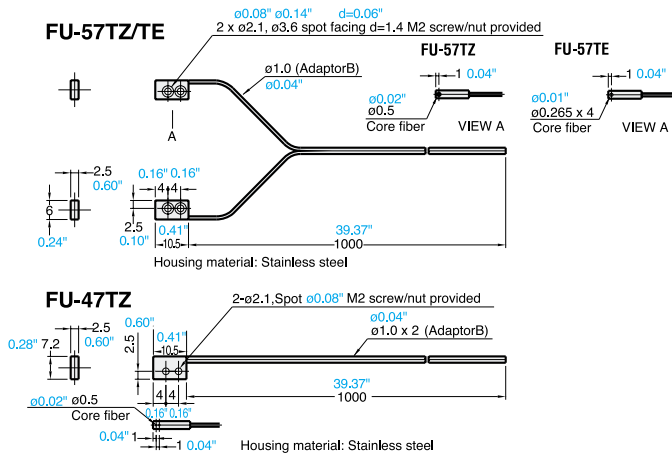 FU-57TZ/TE
ø0.08" ø0.14" d=0.06"
2 x ø2.1, ø3.6 spot facing d=1.4 M2 screw/nut provided
ø1.0 (AdaptorB)
ø0.04"
A
FU-57TZ
1 0.04"
ø0.02"
ø0.5
Core fiber
VIEW A
FU-57TE
1 0.04"
ø0.01"
ø0.265 x 4
Core fiber
VIEW A
2.5
0.60"
6
0.24"
0.16" 0.16"
4 4
2.5
0.10"
0.41"
10.5
39.37"
1000
Housing material: Stainless steel
FU-47TZ
2-ø2.1,Spot ø0.08" M2 screw/nut provided
ø0.04"
ø1.0 x 2 (AdaptorB)
2.5
0.60"
0.28" 7.2
0.60"
2.5
0.41"
10.5
4 4
0.16" 0.16"
39.37"
1000
ø0.02" ø0.5
Core fiber
0.04" 1
1 0.04"
Housing material: Stainless steel